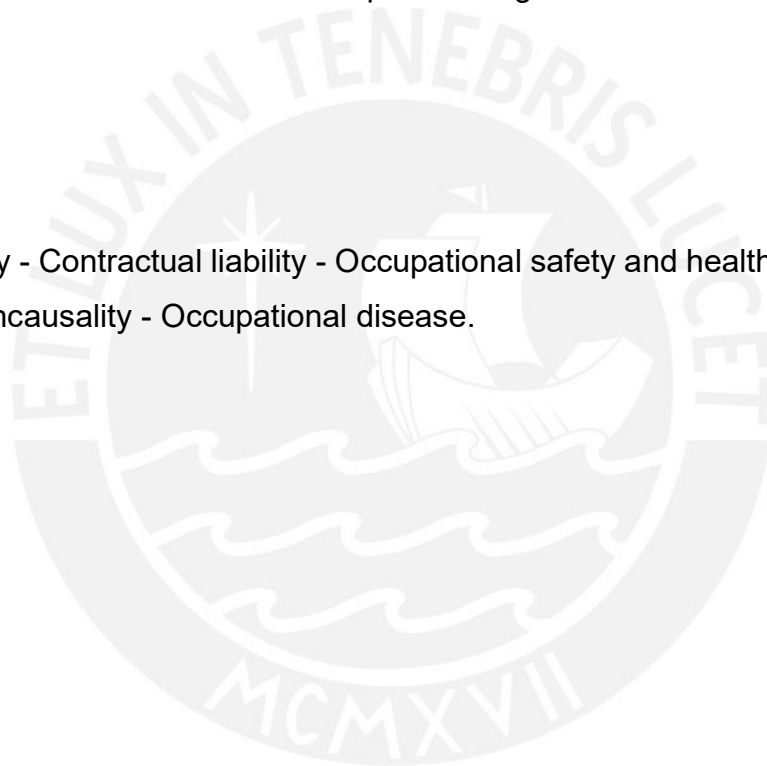 y - Contractual liability - Occupational safety and health
ncausality - Occupational disease.
ET LUX IN TENEBRIS LUCET
MCMXVII